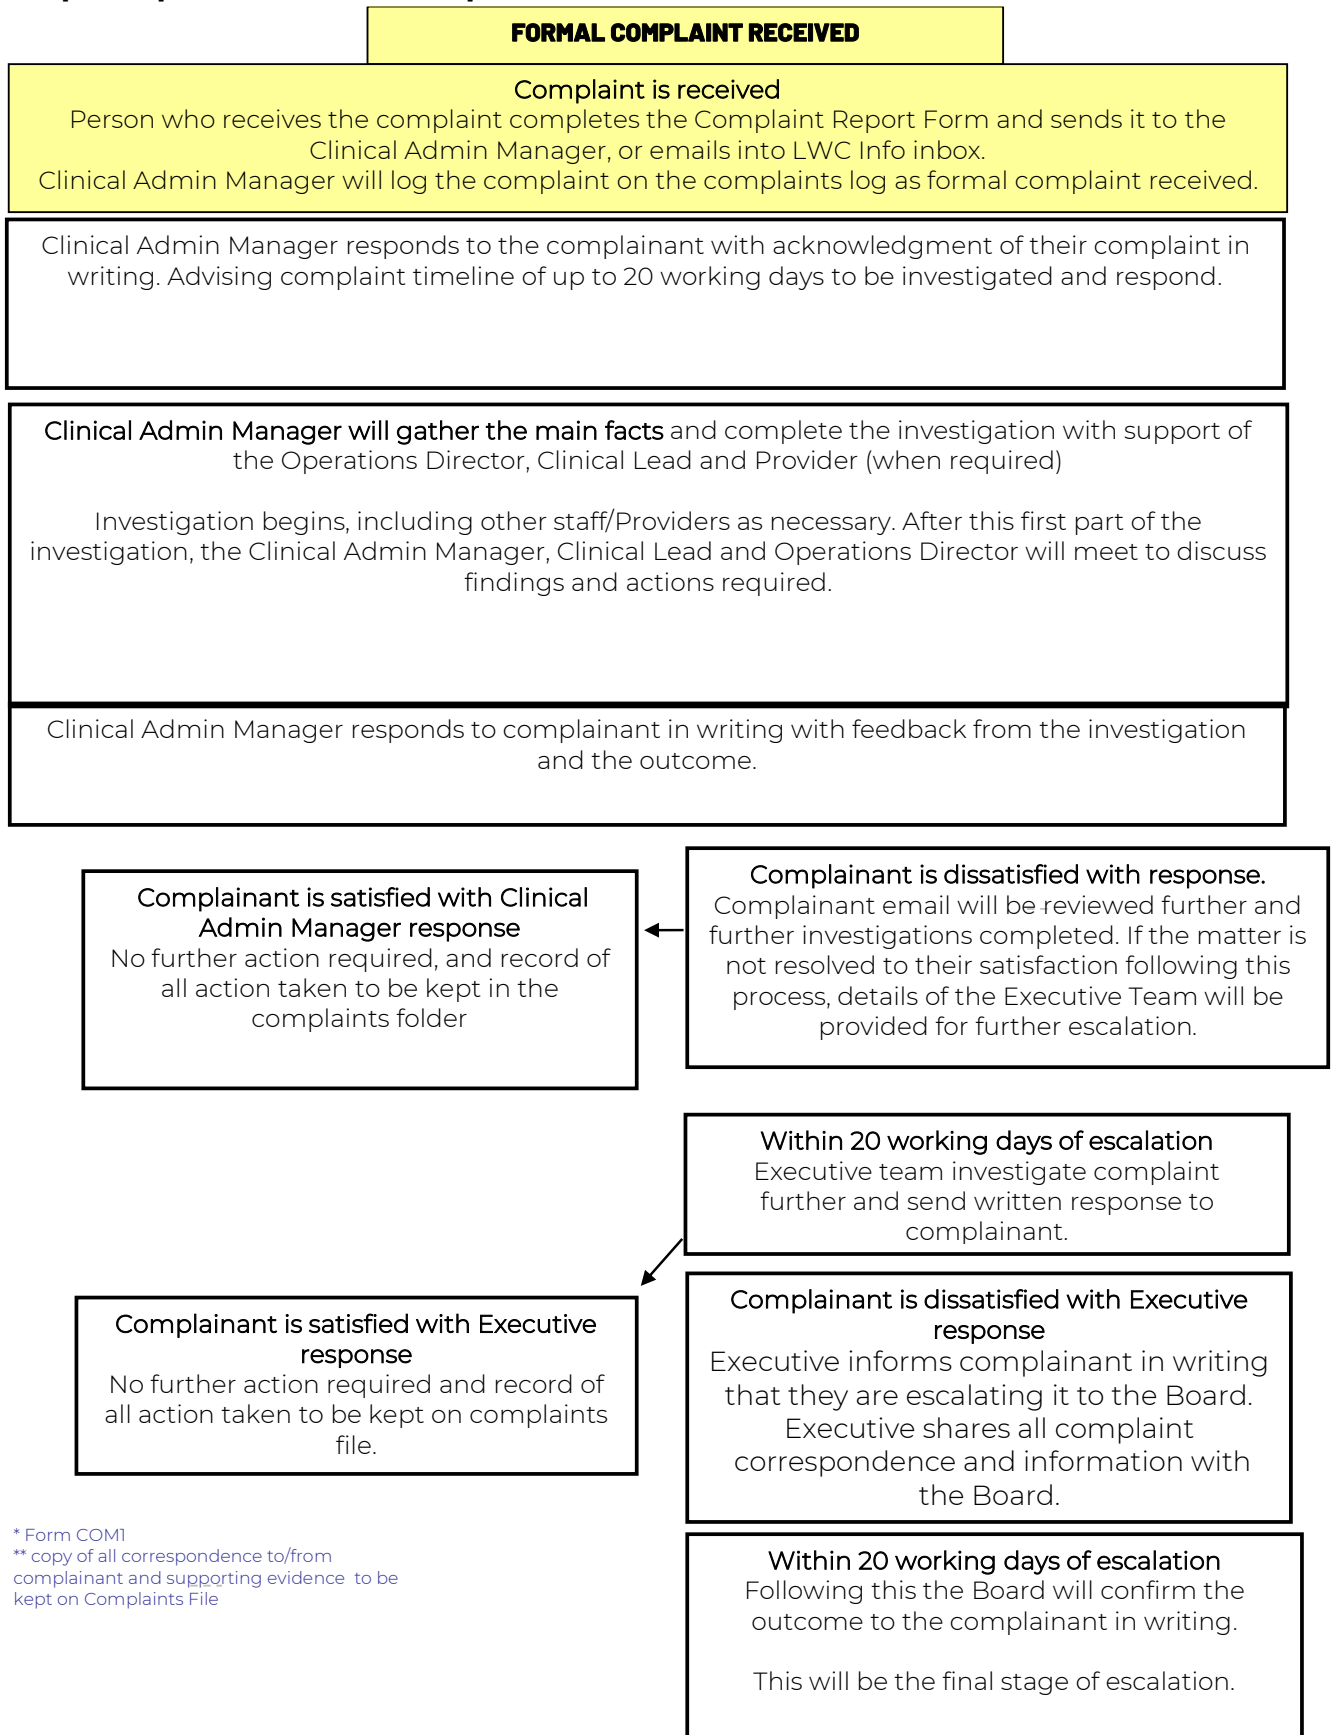 FORMAL COMPLAINT RECEIVED
Complaint is received
Person who receives the complaint completes the Complaint Report Form and sends it to the
Clinical Admin Manager, or emails into LWC Info inbox.
Clinical Admin Manager will log the complaint on the complaints log as formal complaint received.
Clinical Admin Manager responds to the complainant with acknowledgment of their complaint in
writing. Advising complaint timeline of up to 20 working days to be investigated and respond.
Clinical Admin Manager will gather the main facts and complete the investigation with support of
the Operations Director, Clinical Lead and Provider (when required)
Investigation begins, including other staff/Providers as necessary. After this first part of the
investigation, the Clinical Admin Manager, Clinical Lead and Operations Director will meet to discuss
findings and actions required.
Clinical Admin Manager responds to complainant in writing with feedback from the investigation
and the outcome.
Complainant is satisfied with Clinical
Admin Manager response
No further action required, and record of
all action taken to be kept in the
complaints folder
Complainant is dissatisfied with response.
Complainant email will be reviewed further and
further investigations completed. If the matter is
not resolved to their satisfaction following this
process, details of the Executive Team will be
provided for further escalation.
Within 20 working days of escalation
Executive team investigate complaint
further and send written response to
complainant.
Complainant is satisfied with Executive
response
No further action required and record of
all action taken to be kept on complaints
file.
Complainant is dissatisfied with Executive
response
Executive informs complainant in writing
that they are escalating it to the Board.
Executive shares all complaint
correspondence and information with
the Board.
* Form COM1
** copy of all correspondence to/from
complainant and supporting evidence to be
kept on Complaints File
Within 20 working days of escalation
Following this the Board will confirm the
outcome to the complainant in writing.
This will be the final stage of escalation.